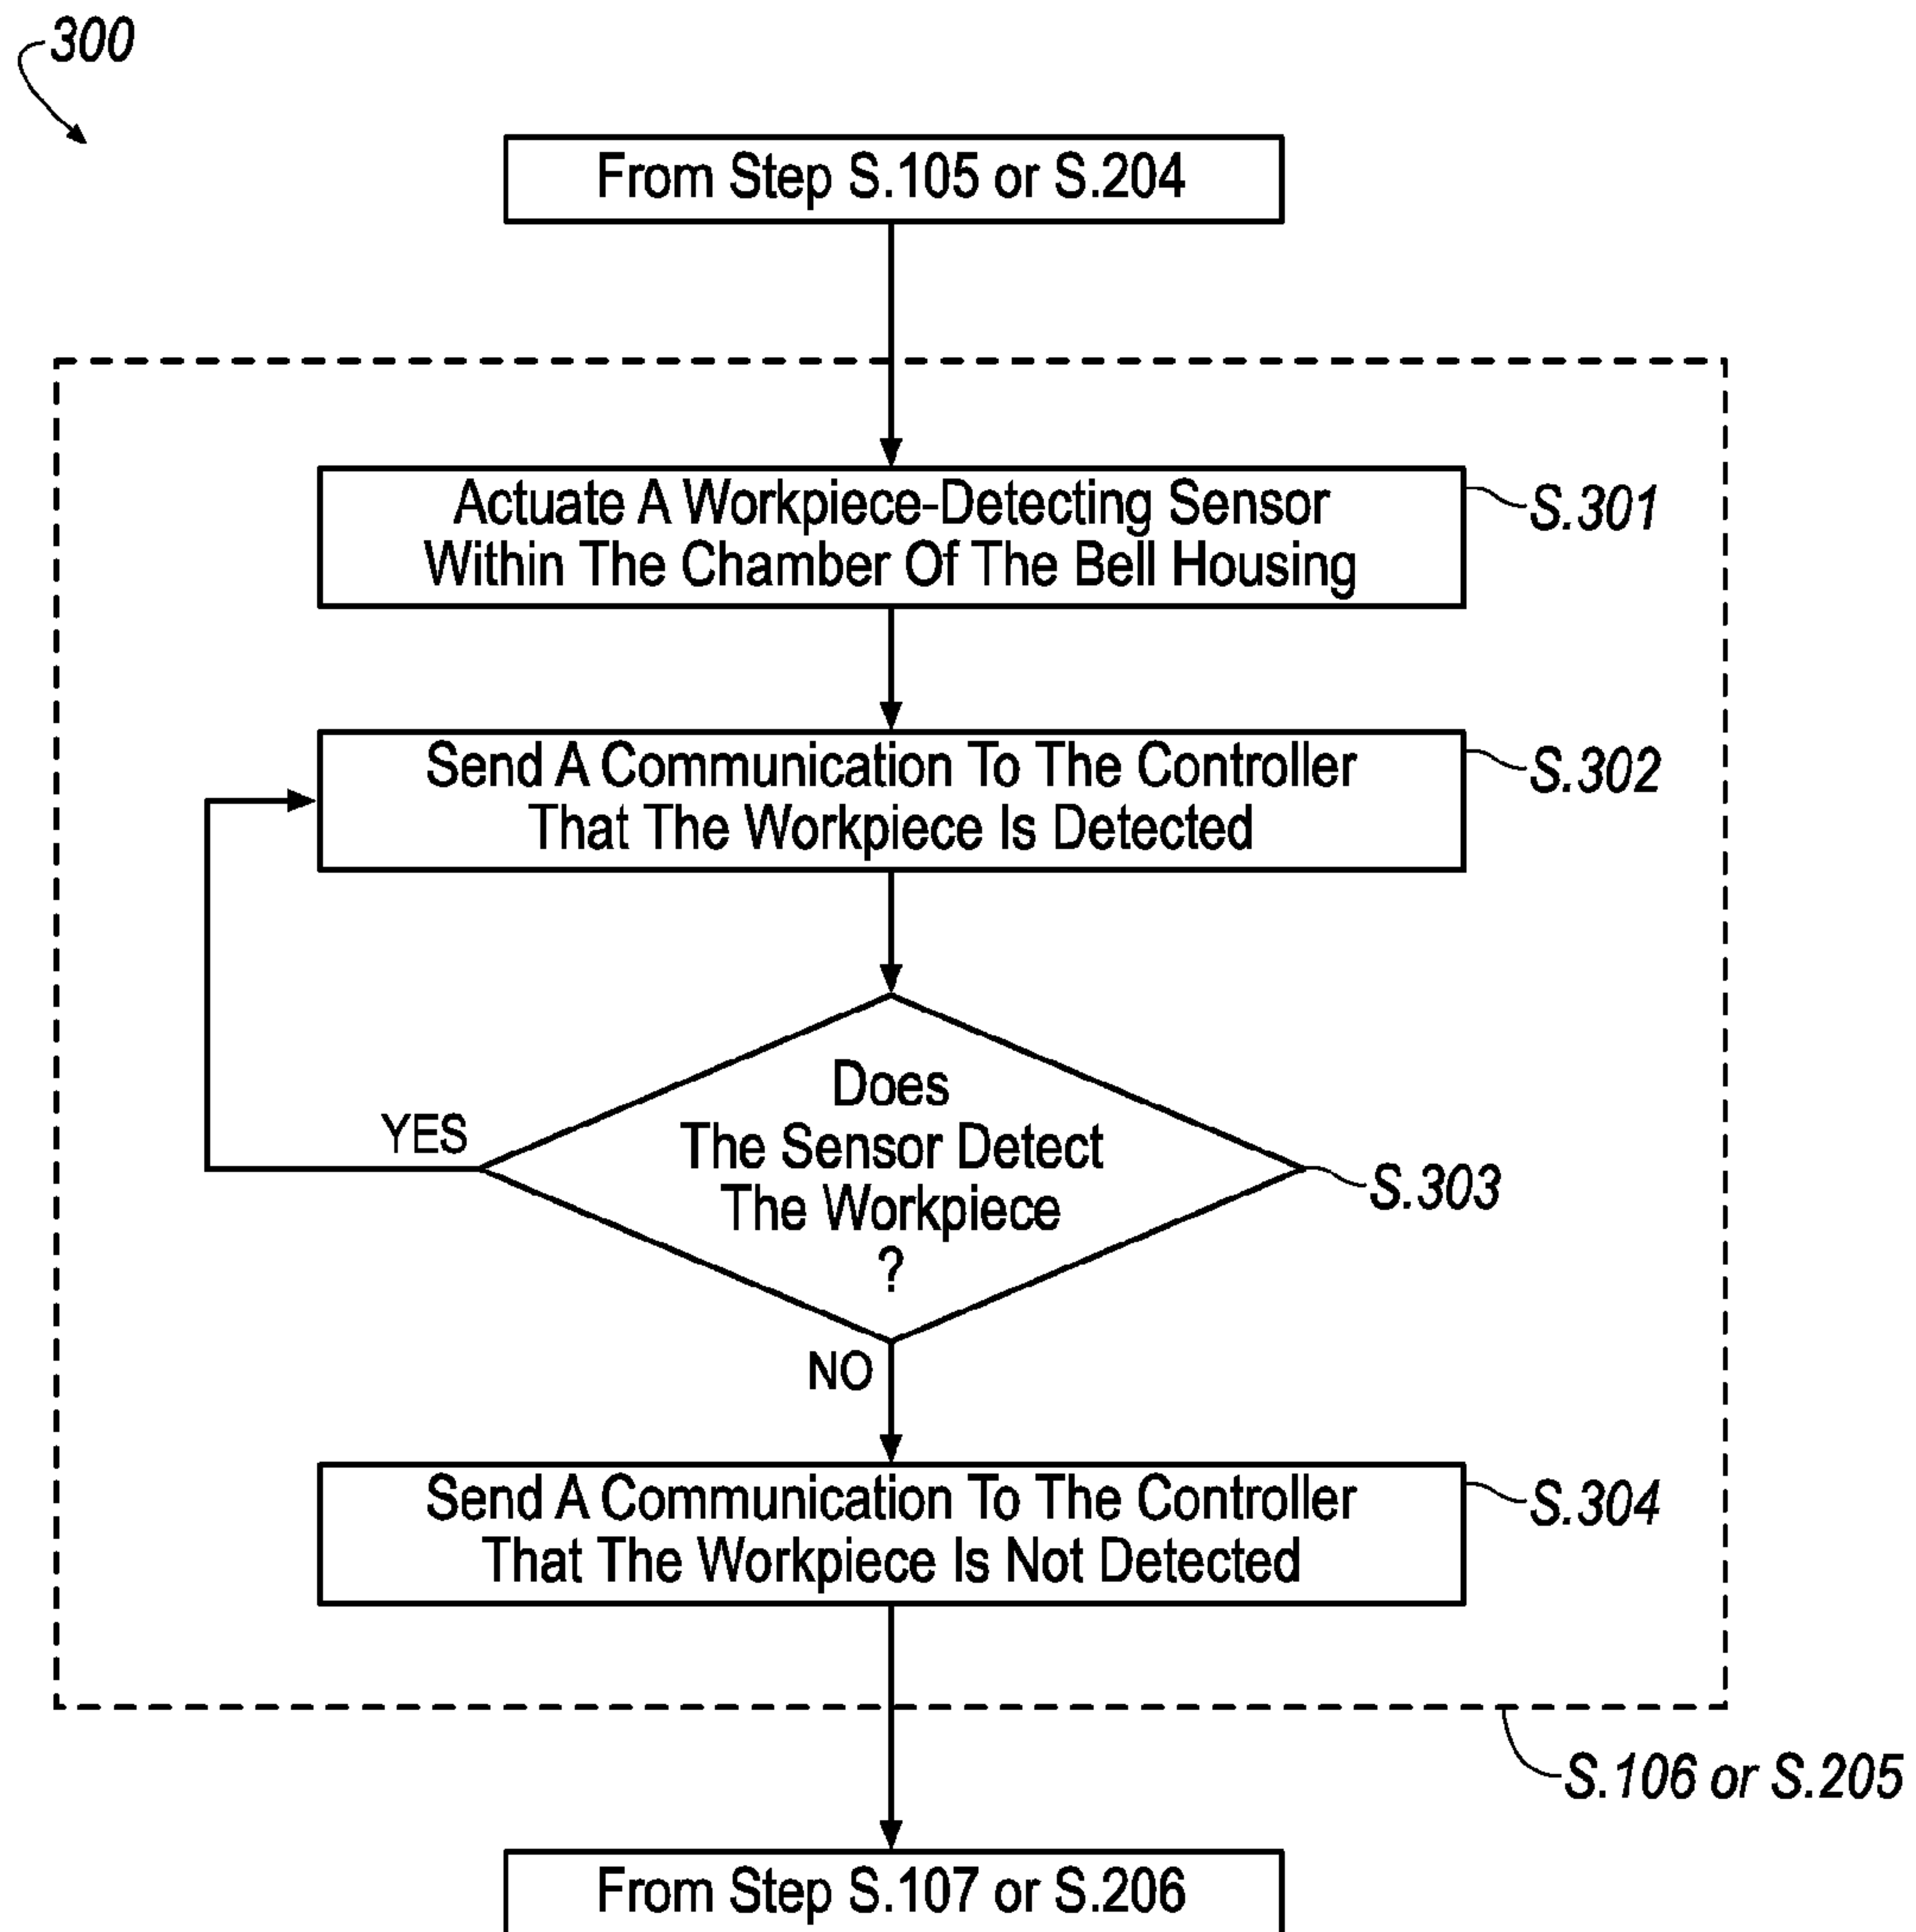 300
From Step S.105 or S.204
Actuate A Workpiece-Detecting Sensor
Within The Chamber Of The Bell Housing
S.301
Send A Communication To The Controller
That The Workpiece Is Detected
S.302
Does
The Sensor Detect
The Workpiece
?
YES
S.303
NO
Send A Communication To The Controller
That The Workpiece Is Not Detected
S.304
S.106 or S.205
From Step S.107 or S.206